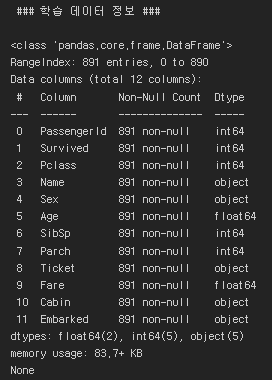 ### 학습 데이터 정보 ###
<class 'pandas.core.frame.DataFrame'>
RangeIndex: 891 entries, 0 to 890
Data columns (total 12 columns):
 #   Column       Non-Null Count  Dtype
---  ------       --------------  -----
 0   PassengerId  891 non-null    int64
 1   Survived     891 non-null    int64
 2   Pclass       891 non-null    int64
 3   Name         891 non-null    object
 4   Sex          891 non-null    object
 5   Age          891 non-null    float64
 6   SibSp        891 non-null    int64
 7   Parch        891 non-null    int64
 8   Ticket       891 non-null    object
 9   Fare         891 non-null    float64
 10  Cabin        891 non-null    object
 11  Embarked     891 non-null    object
dtypes: float64(2), int64(5), object(5)
memory usage: 83.7+ KB
None